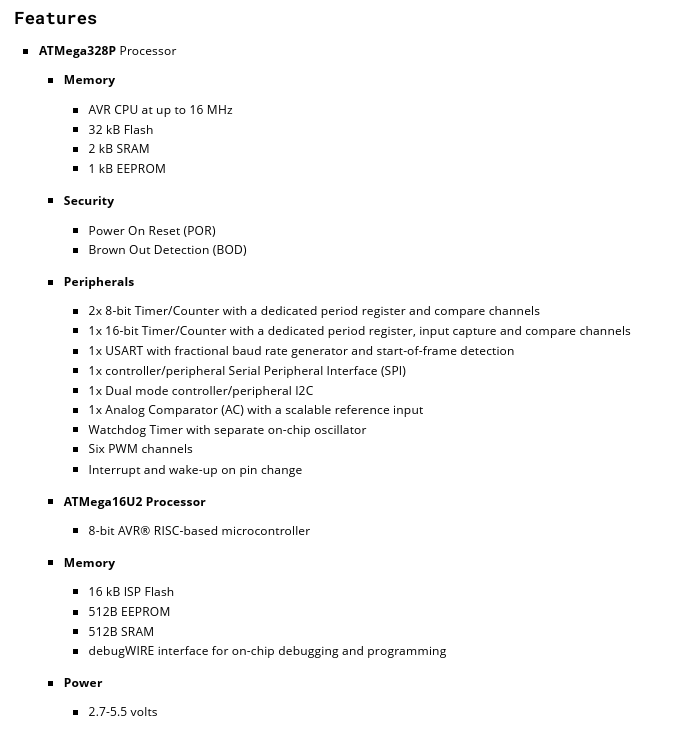 Features
ATMega328P Processor
Memory
AVR CPU at up to 16 MHz
32 kB Flash
2 kB SRAM
1 kB EEPROM
Security
Power On Reset (POR)
Brown Out Detection (BOD)
Peripherals
2x 8-bit Timer/Counter with a dedicated period register and compare channels
1x 16-bit Timer/Counter with a dedicated period register, input capture and compare channels
1x USART with fractional baud rate generator and start-of-frame detection
1x controller/peripheral Serial Peripheral Interface (SPI)
1x Dual mode controller/peripheral I2C
1x Analog Comparator (AC) with a scalable reference input
Watchdog Timer with separate on-chip oscillator
Six PWM channels
Interrupt and wake-up on pin change
ATMega16U2 Processor
8-bit AVR® RISC-based microcontroller
Memory
16 kB ISP Flash
512B EEPROM
512B SRAM
debugWIRE interface for on-chip debugging and programming
Power
2.7-5.5 volts